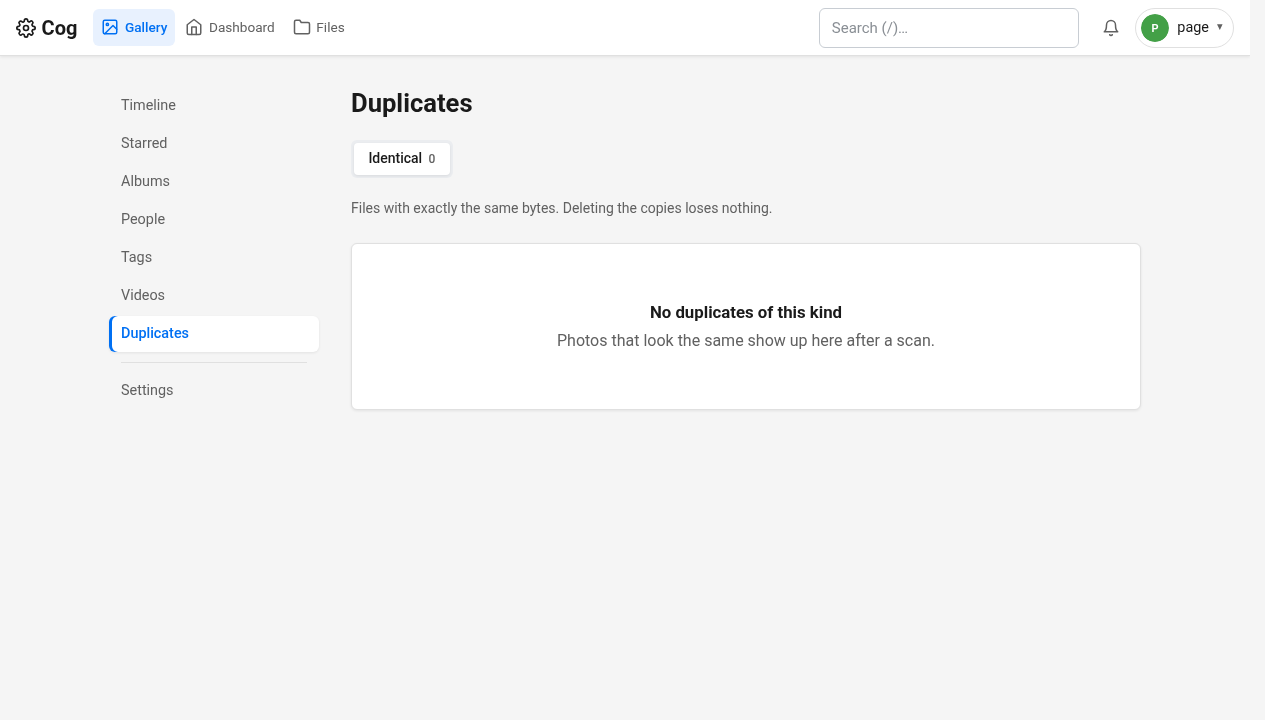 Cog
Gallery
Dashboard
Files
Search (/)...
P
page
Timeline
Starred
Albums
People
Tags
Videos
Duplicates
Settings
Duplicates
Identical 0
Files with exactly the same bytes. Deleting the copies loses nothing.
No duplicates of this kind
Photos that look the same show up here after a scan.